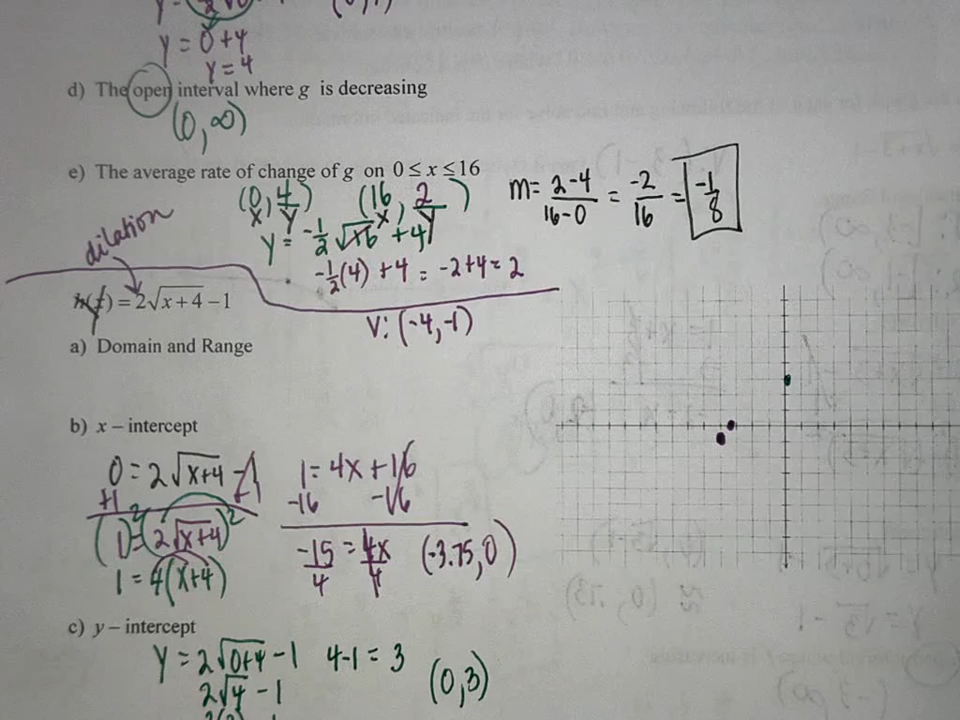 y = 0 + 4
y = 4
d) The open interval where g is decreasing
(0, ∞)
e) The average rate of change of g on 0 ≤ x ≤ 16
(0, 4) (16, 2)
x y x y
m = 2-4/16-0 = -2/16 = -1/8
y = -1/2 √16 + 4
dilation
-1/2(4) + 4 = -2+4 = 2
= 2√x+4 − 1
V: (-4, -1)
a) Domain and Range
b) x – intercept
0 = 2√x+4 - 1
+1
(1)² = (2√x+4)²
1 = 4(x+4)
1 = 4x + 16
-16 -16
-15/4 = 4x/4 (-3.75, 0)
c) y – intercept
y = 2√0+4 - 1 4-1 = 3 (0,3)
2√4 - 1